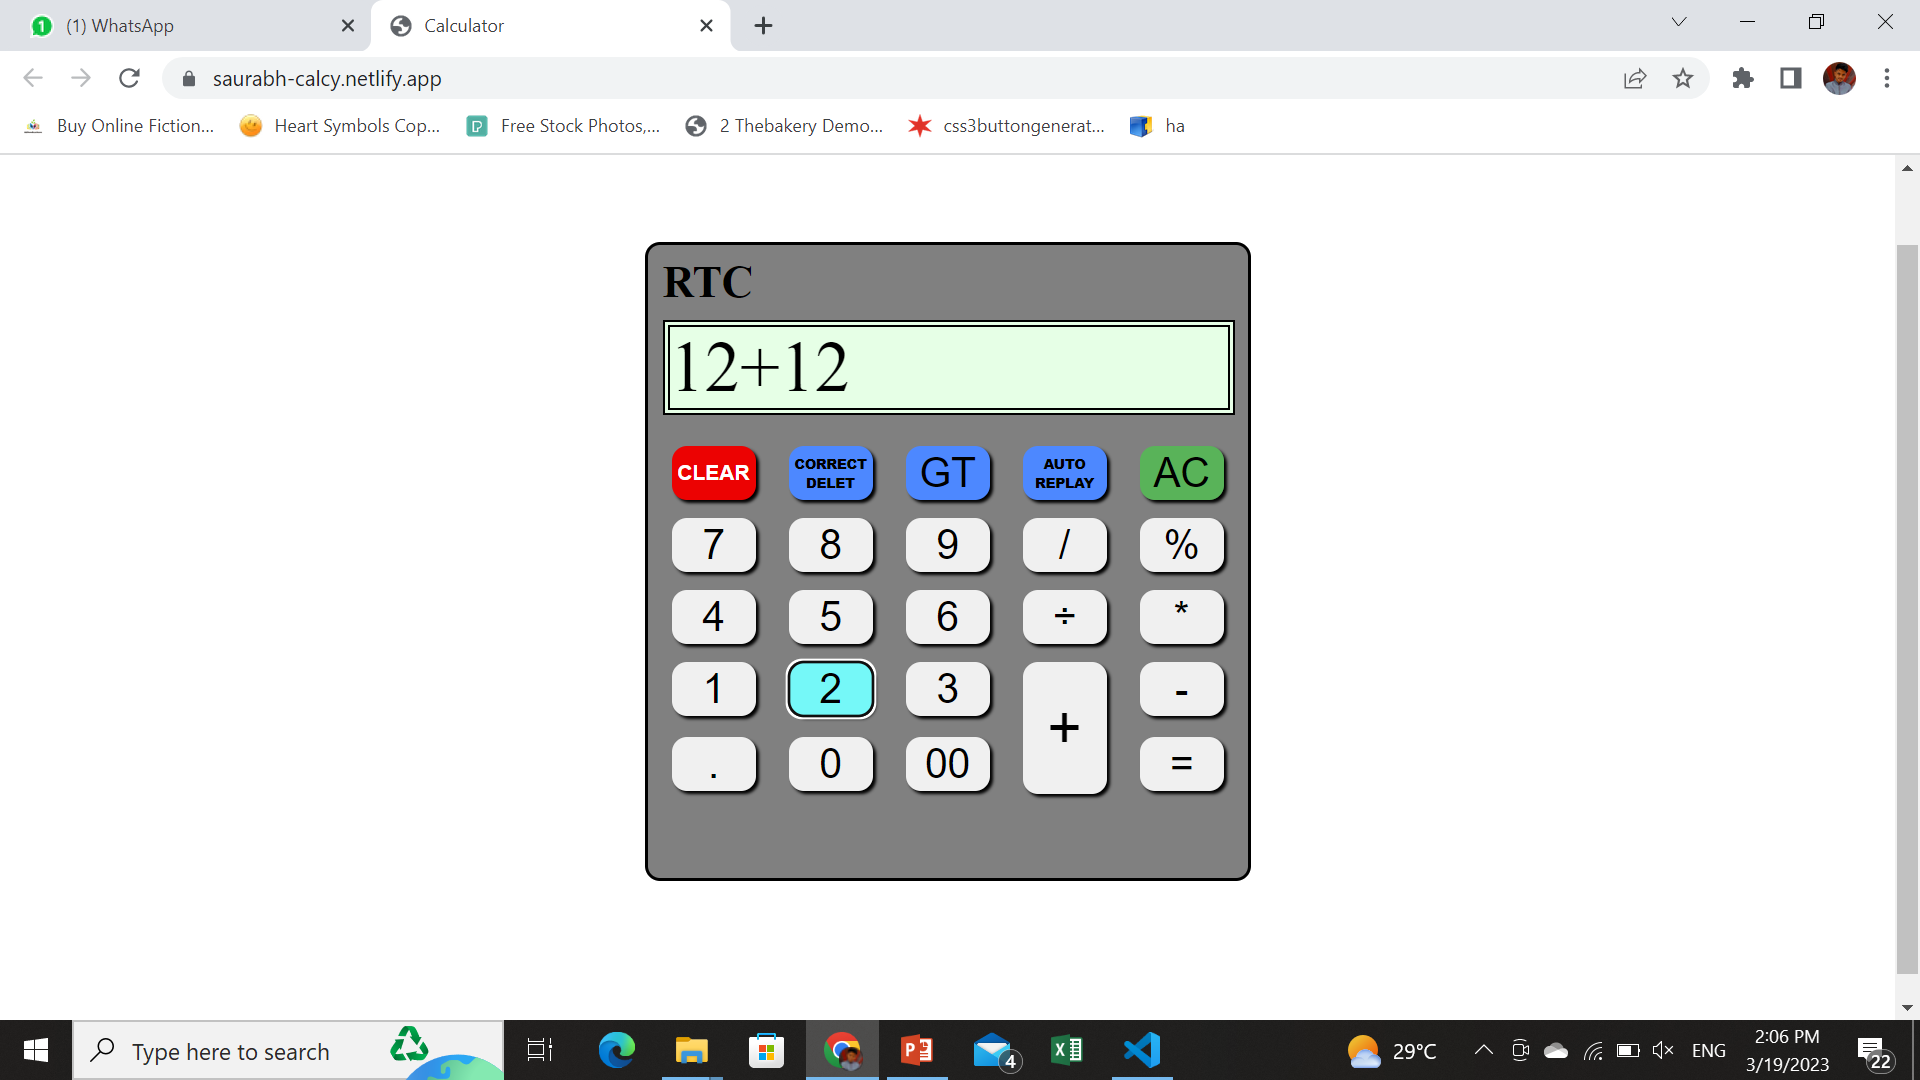 (1) WhatsApp
Calculator
saurabh-calcy.netlify.app
Buy Online Fiction...
Heart Symbols Cop...
Free Stock Photos,...
2 Thebakery Demo...
css3buttongenerat...
ha
RTC
12+12
CLEAR
CORRECT
DELET
GT
AUTO
REPLAY
AC
7 8 9 / %
4 5 6 ÷ *
1 2 3 + -
. 0 00 =
Type here to search
4
29°C
ENG
2:06 PM
3/19/2023
22